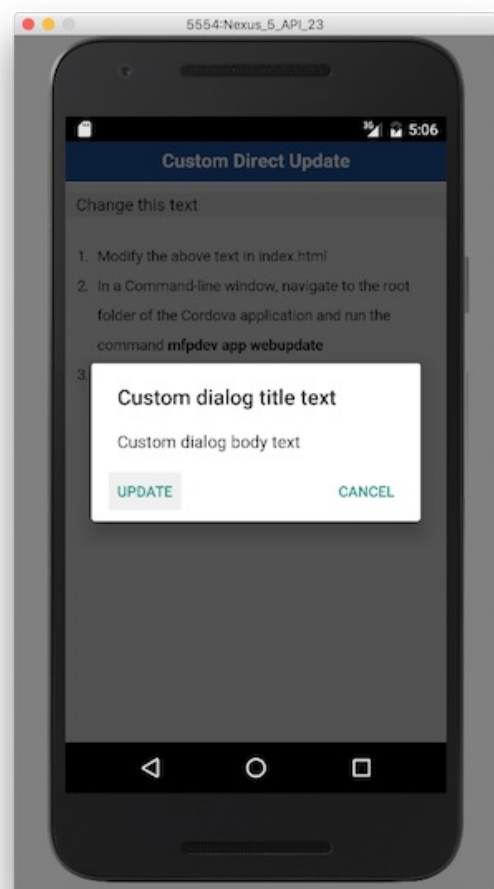 5554:Nexus_5_API_23
3G 5:06
Custom Direct Update
Change this text
1. Modify the above text in index.html
2. In a Command-line window, navigate to the root
folder of the Cordova application and run the
command mfpdev app webupdate
3.
Custom dialog title text
Custom dialog body text
UPDATE CANCEL